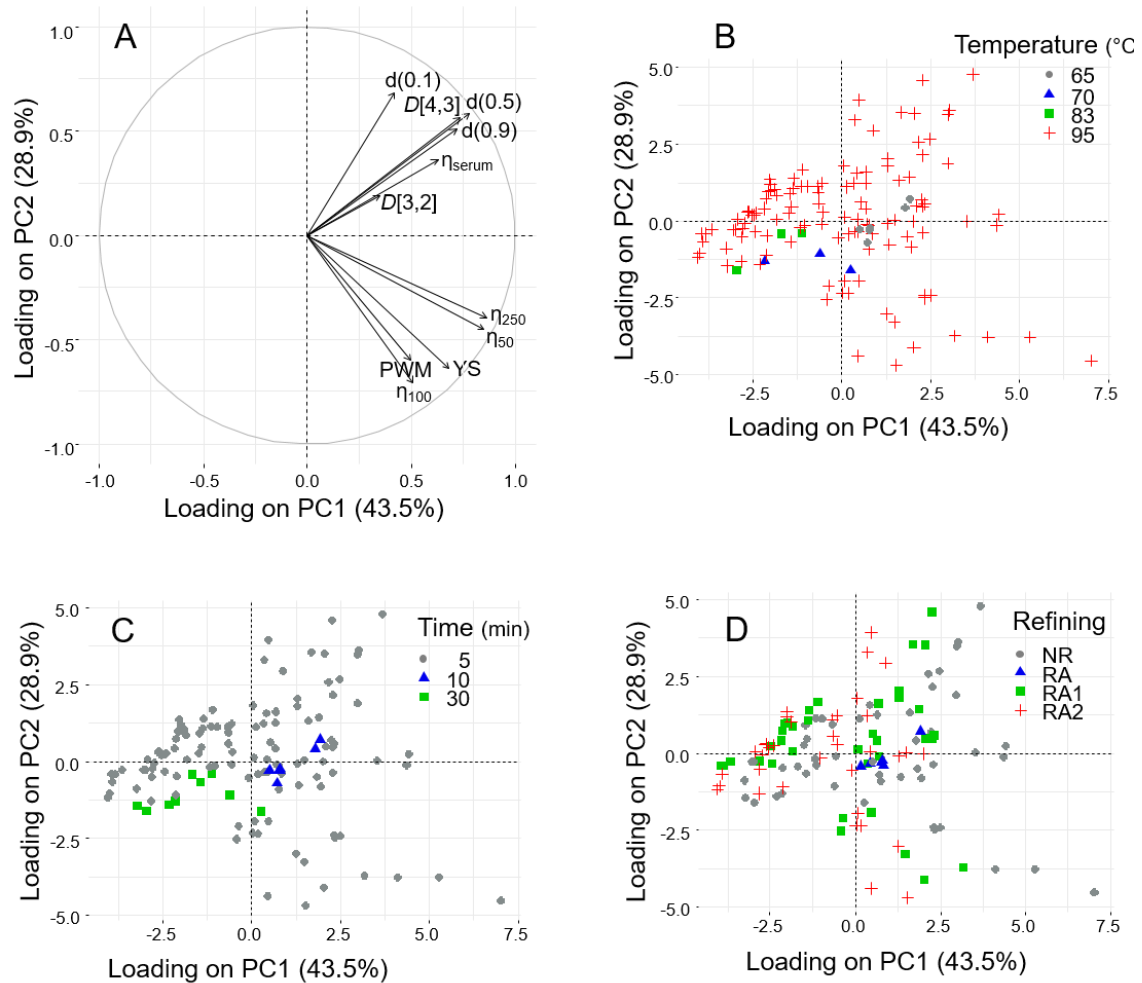 A
1.0
0.5
0.0
-0.5
-1.0
Loading on PC2 (28.9%)
d(0.1)
D[4,3]
d(0.5)
d(0.9)
ηserum
D[3,2]
η250
η50
PWM
YS
η100
-1.0 -0.5 0.0 0.5 1.0
Loading on PC1 (43.5%)
B
Temperature (°C
65
70
83
95
5.0
2.5
0.0
-2.5
-5.0
Loading on PC2 (28.9%)
-2.5 0.0 2.5 5.0 7.5
Loading on PC1 (43.5%)
C
Time (min)
5
10
30
5.0
2.5
0.0
-2.5
-5.0
Loading on PC2 (28.9%)
-2.5 0.0 2.5 5.0 7.5
Loading on PC1 (43.5%)
D
Refining
NR
RA
RA1
RA2
5.0
2.5
0.0
-2.5
-5.0
Loading on PC2 (28.9%)
-2.5 0.0 2.5 5.0 7.5
Loading on PC1 (43.5%)